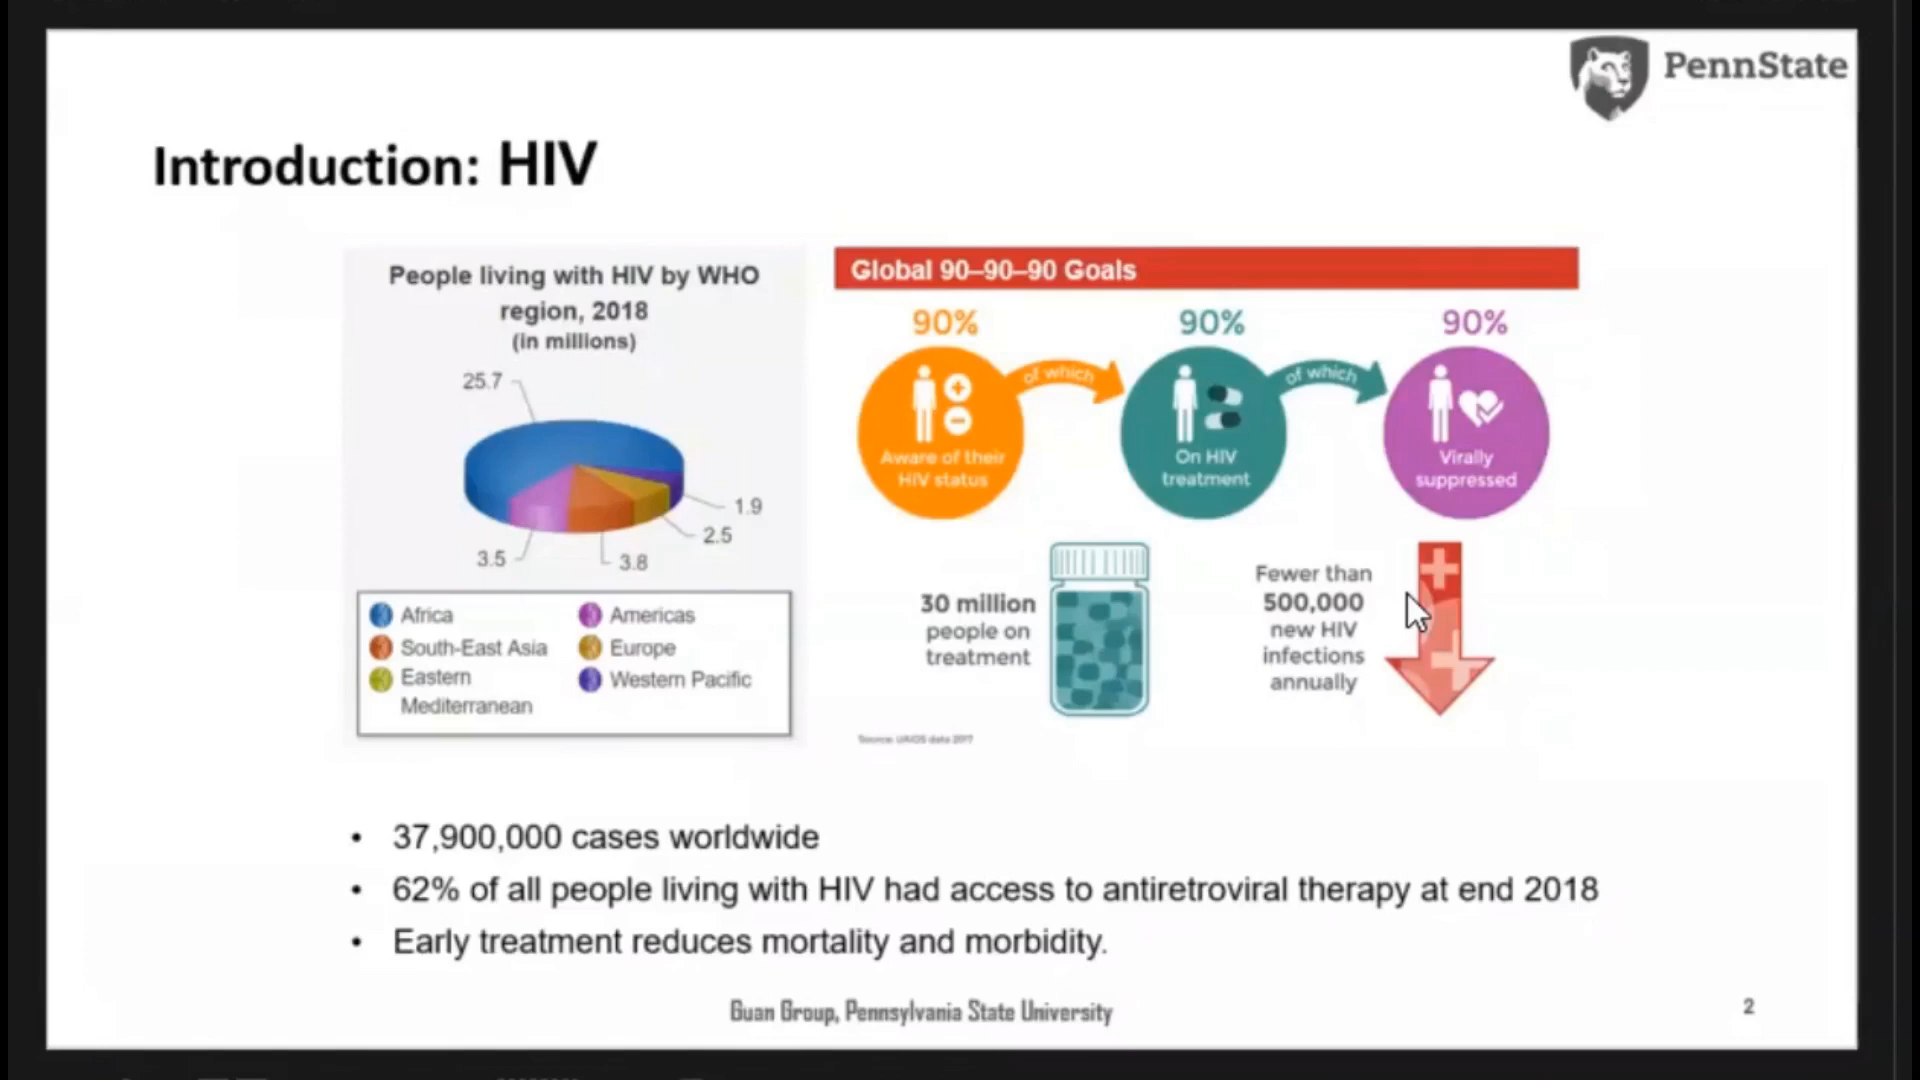 PennState
Introduction: HIV
People living with HIV by WHO
region, 2018
(in millions)
25.7
1.9
2.5
3.8
3.5
Africa
Americas
South-East Asia
Europe
Eastern
Mediterranean
Western Pacific
Global 90–90–90 Goals
90%
90%
90%
of which
of which
Aware of their
HIV status
On HIV
treatment
Virally
suppressed
30 million
people on
treatment
Fewer than
500,000
new HIV
infections
annually
Source: UAIDS data 2017
• 37,900,000 cases worldwide
• 62% of all people living with HIV had access to antiretroviral therapy at end 2018
• Early treatment reduces mortality and morbidity.
Guan Group, Pennsylvania State University
2